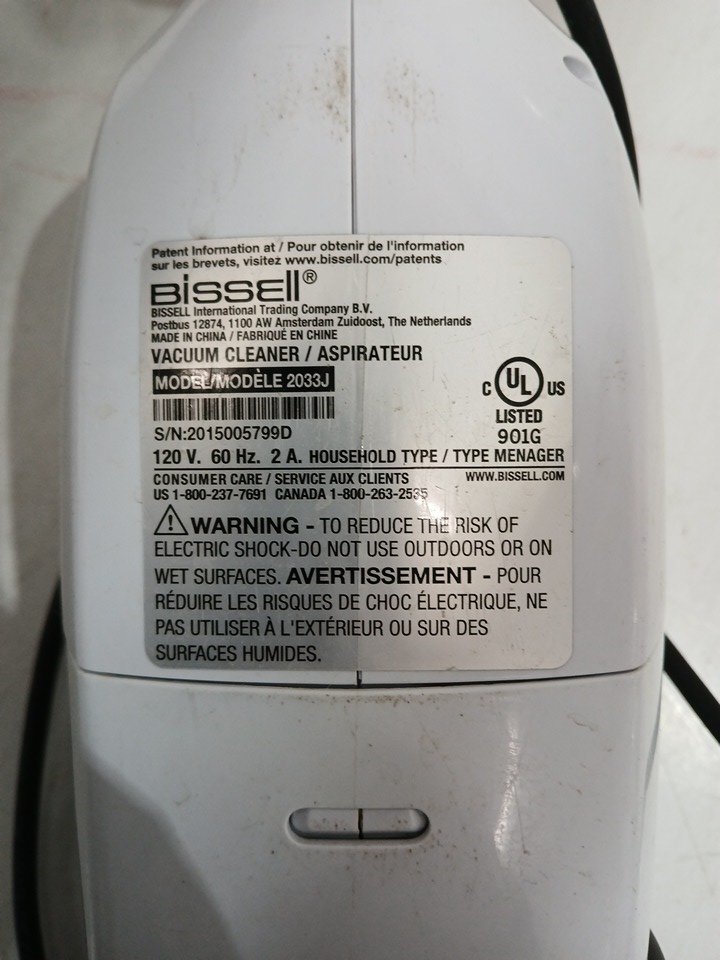 Patent Information at / Pour obtenir de l'information
sur les brevets, visitez www.bissell.com/patents
BISSELL®
BISSELL International Trading Company B.V.
Postbus 12874, 1100 AW Amsterdam Zuidoost, The Netherlands
MADE IN CHINA / FABRIQUÉ EN CHINE
VACUUM CLEANER / ASPIRATEUR
MODEL/MODÈLE 2033J
S/N:2015005799D
C UL US
LISTED
901G
120 V. 60 Hz. 2 A. HOUSEHOLD TYPE / TYPE MENAGER
CONSUMER CARE / SERVICE AUX CLIENTS WWW.BISSELL.COM
US 1-800-237-7691 CANADA 1-800-263-2535
WARNING - TO REDUCE THE RISK OF
ELECTRIC SHOCK-DO NOT USE OUTDOORS OR ON
WET SURFACES. AVERTISSEMENT - POUR
RÉDUIRE LES RISQUES DE CHOC ÉLECTRIQUE, NE
PAS UTILISER À L'EXTÉRIEUR OU SUR DES
SURFACES HUMIDES.